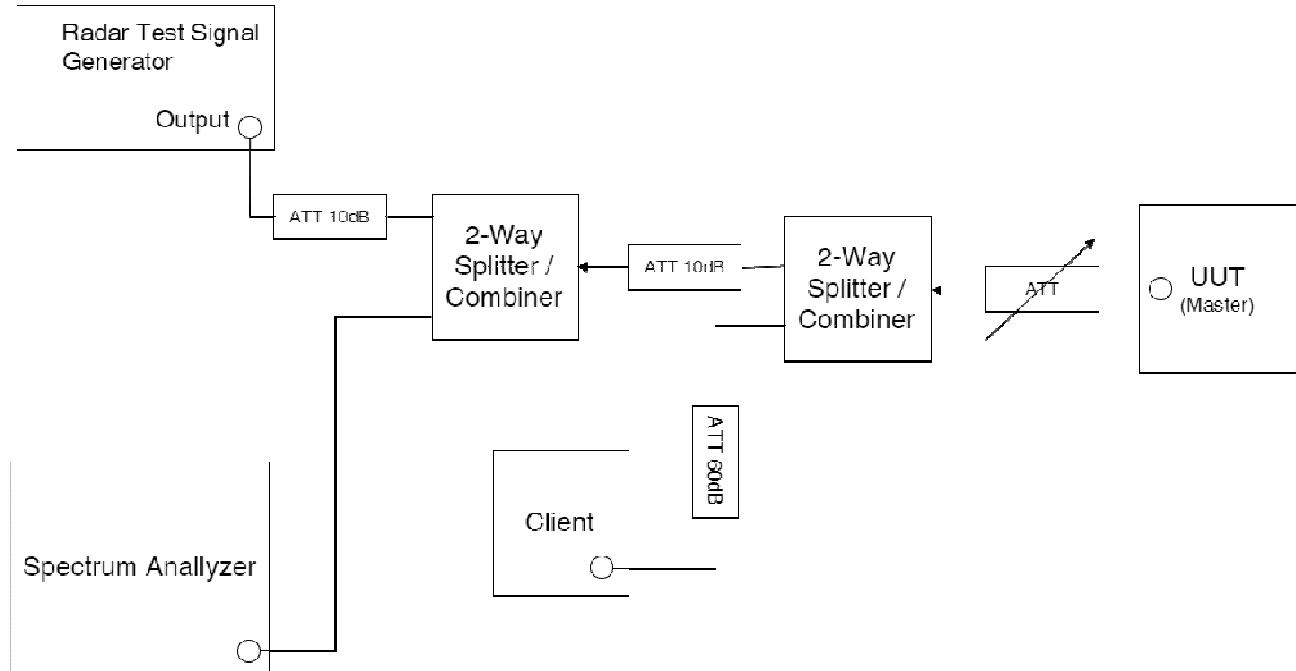 Radar Test Signal
Generator
Output
ATT 10dB
2-Way
Splitter /
Combiner
ATT 10dB
2-Way
Splitter /
Combiner
ATT
UUT
(Master)
ATT 60dB
Client
Spectrum Anallyzer